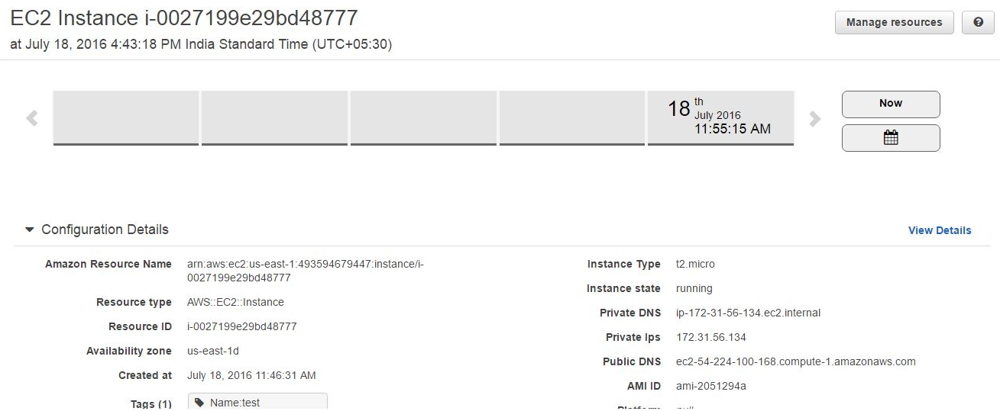 EC2 Instance i-0027199e29bd48777
at July 18, 2016 4:43:18 PM India Standard Time (UTC+05:30)
Manage resources
?
18 th
July 2016
11:55:15 AM
Now
Configuration Details
View Details
Amazon Resource Name arn:aws:ec2:us-east-1:493594679447:instance/i-
0027199e29bd48777
Resource type AWS::EC2::Instance
Resource ID i-0027199e29bd48777
Availability zone us-east-1d
Created at July 18, 2016 11:46:31 AM
Tags (1) Name:test
Instance Type t2.micro
Instance state running
Private DNS ip-172-31-56-134.ec2.internal
Private Ips 172.31.56.134
Public DNS ec2-54-224-100-168.compute-1.amazonaws.com
AMI ID ami-2051294a